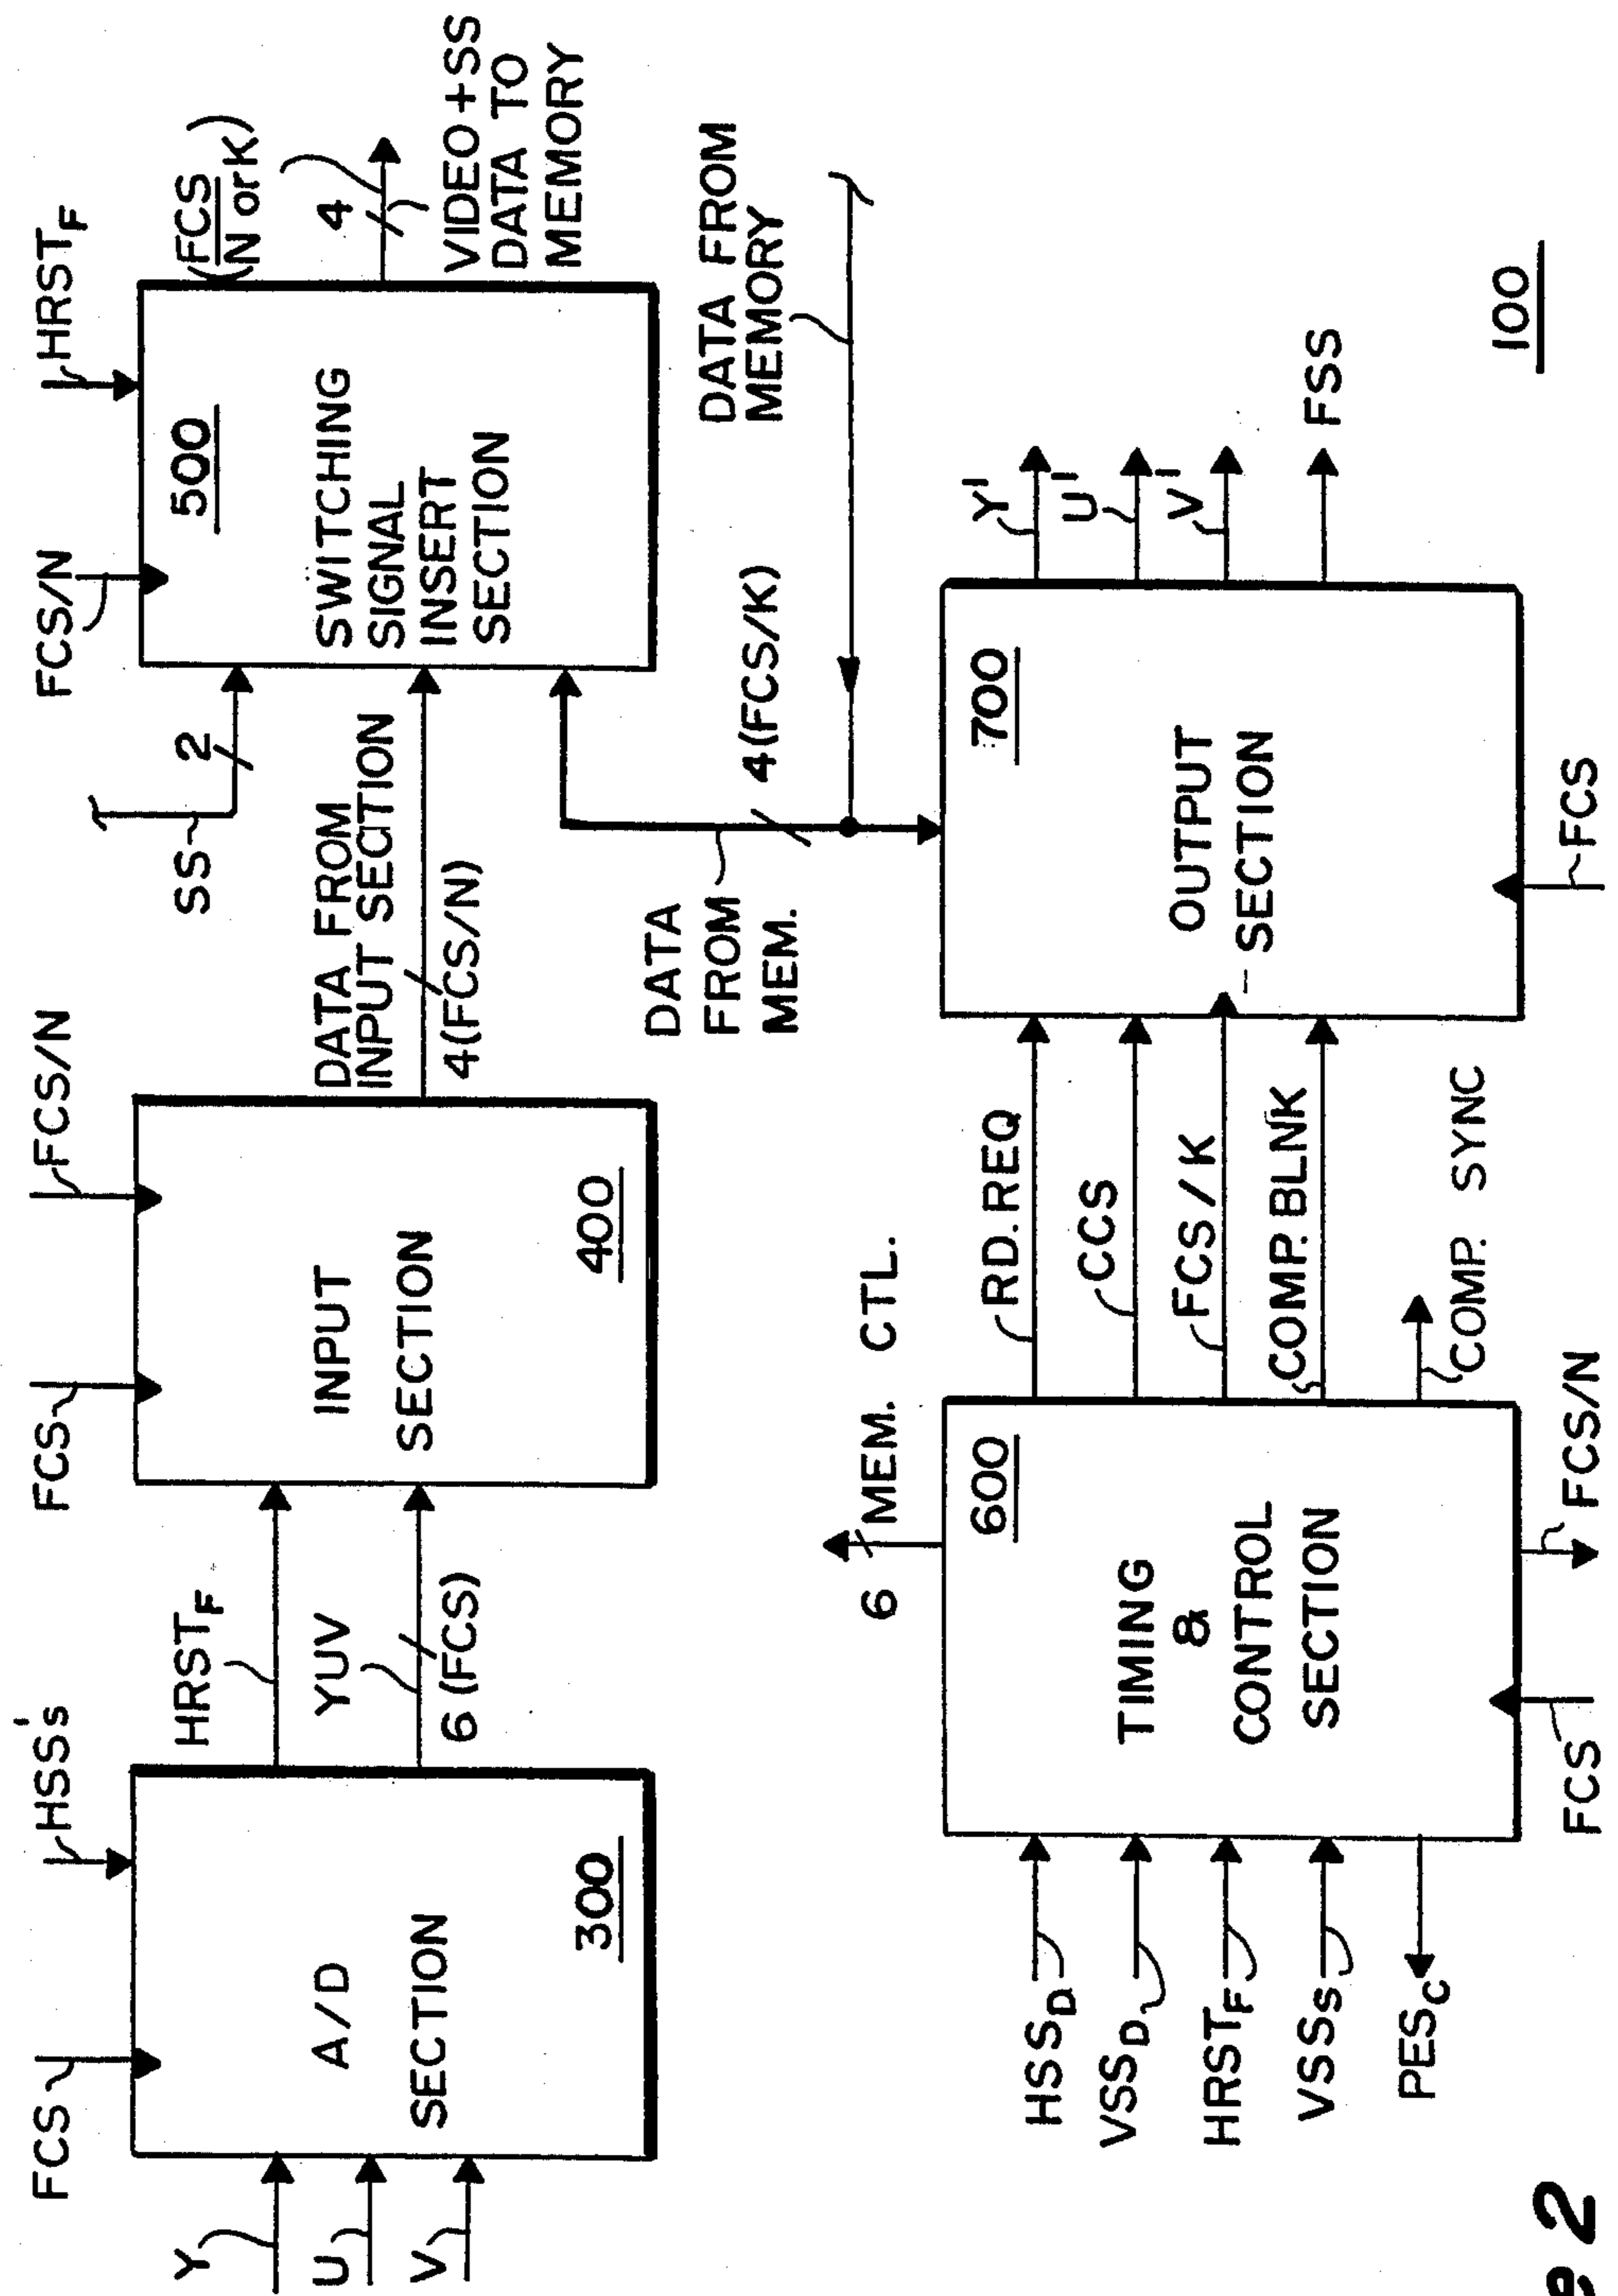 FCS
HSSs'
Y
U
V
A/D
SECTION
300
HRSTF
YUV
6 (FCS)
FCS
FCS/N
INPUT
SECTION
400
DATA FROM
INPUT SECTION
4(FCS/N)
SS
2
FCS/N
HRSTF
500
SWITCHING
SIGNAL
INSERT
SECTION
(FCS
N or K)
4
VIDEO + SS
DATA TO
MEMORY
DATA
FROM
MEM.
4(FCS/K)
DATA FROM
MEMORY
HSSD
VSSD
HRSTF
VSSs
PESC
6
MEM. CTL.
600
TIMING
&
CONTROL
SECTION
FCS
FCS/N
RD. REQ
CCS
FCS/K
COMP. BLNK
COMP. SYNC
700
OUTPUT
SECTION
FCS
Y'
U'
V'
FSS
100
e 2